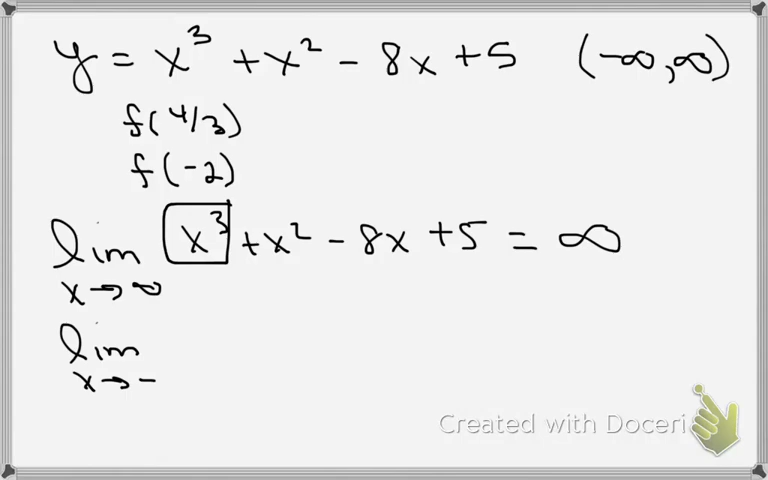 y = x³ + x² - 8x + 5 (-∞, ∞)
f(4/3)
f(-2)
lim x³ + x² - 8x + 5 = ∞
x→∞
lim
x→-
Created with Doceri